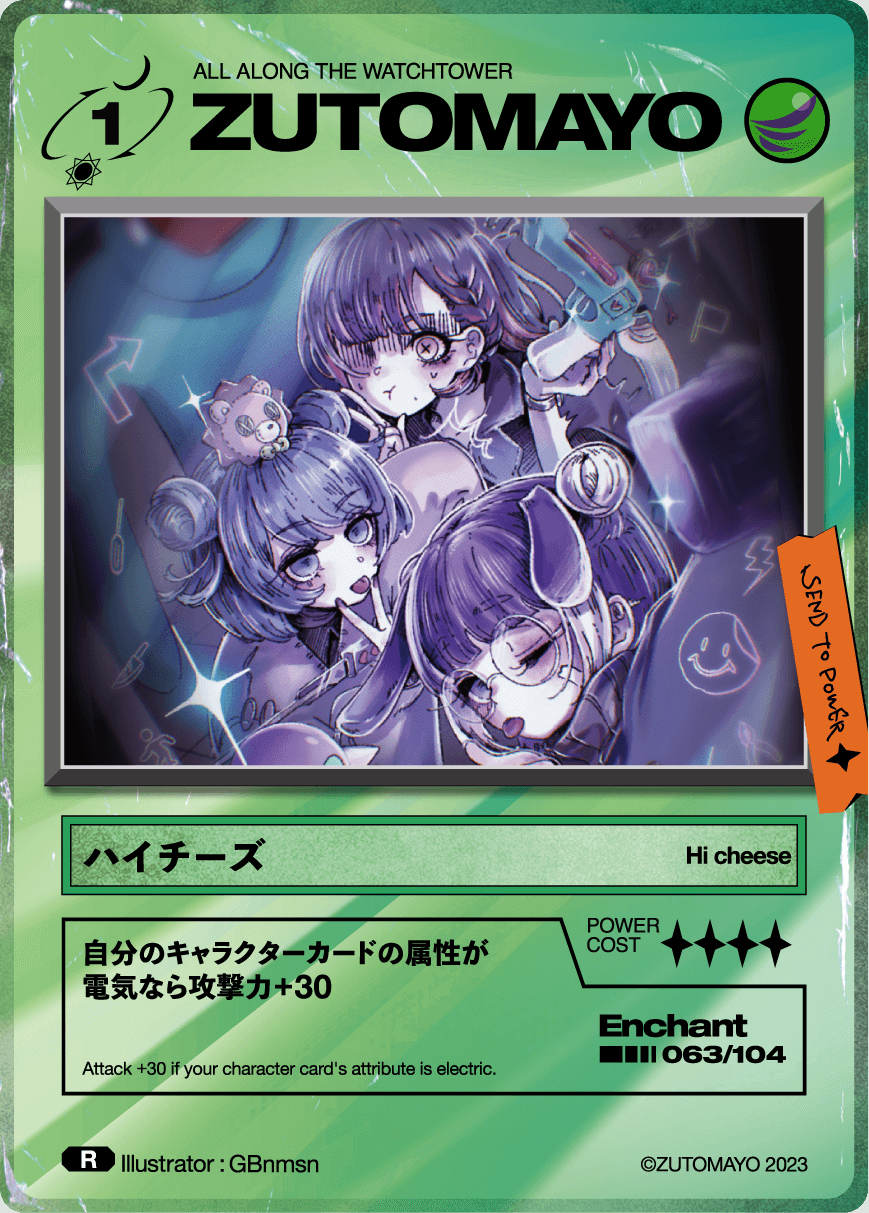 ALL ALONG THE WATCHTOWER
1
ZUTOMAYO
SEND TO POWER
ハイチーズ
Hi cheese
自分のキャラクターカードの属性が
電気なら攻撃力+30
Attack +30 if your character card's attribute is electric.
POWER
COST
Enchant
063/104
R
Illustrator : GBnmsn
©ZUTOMAYO 2023